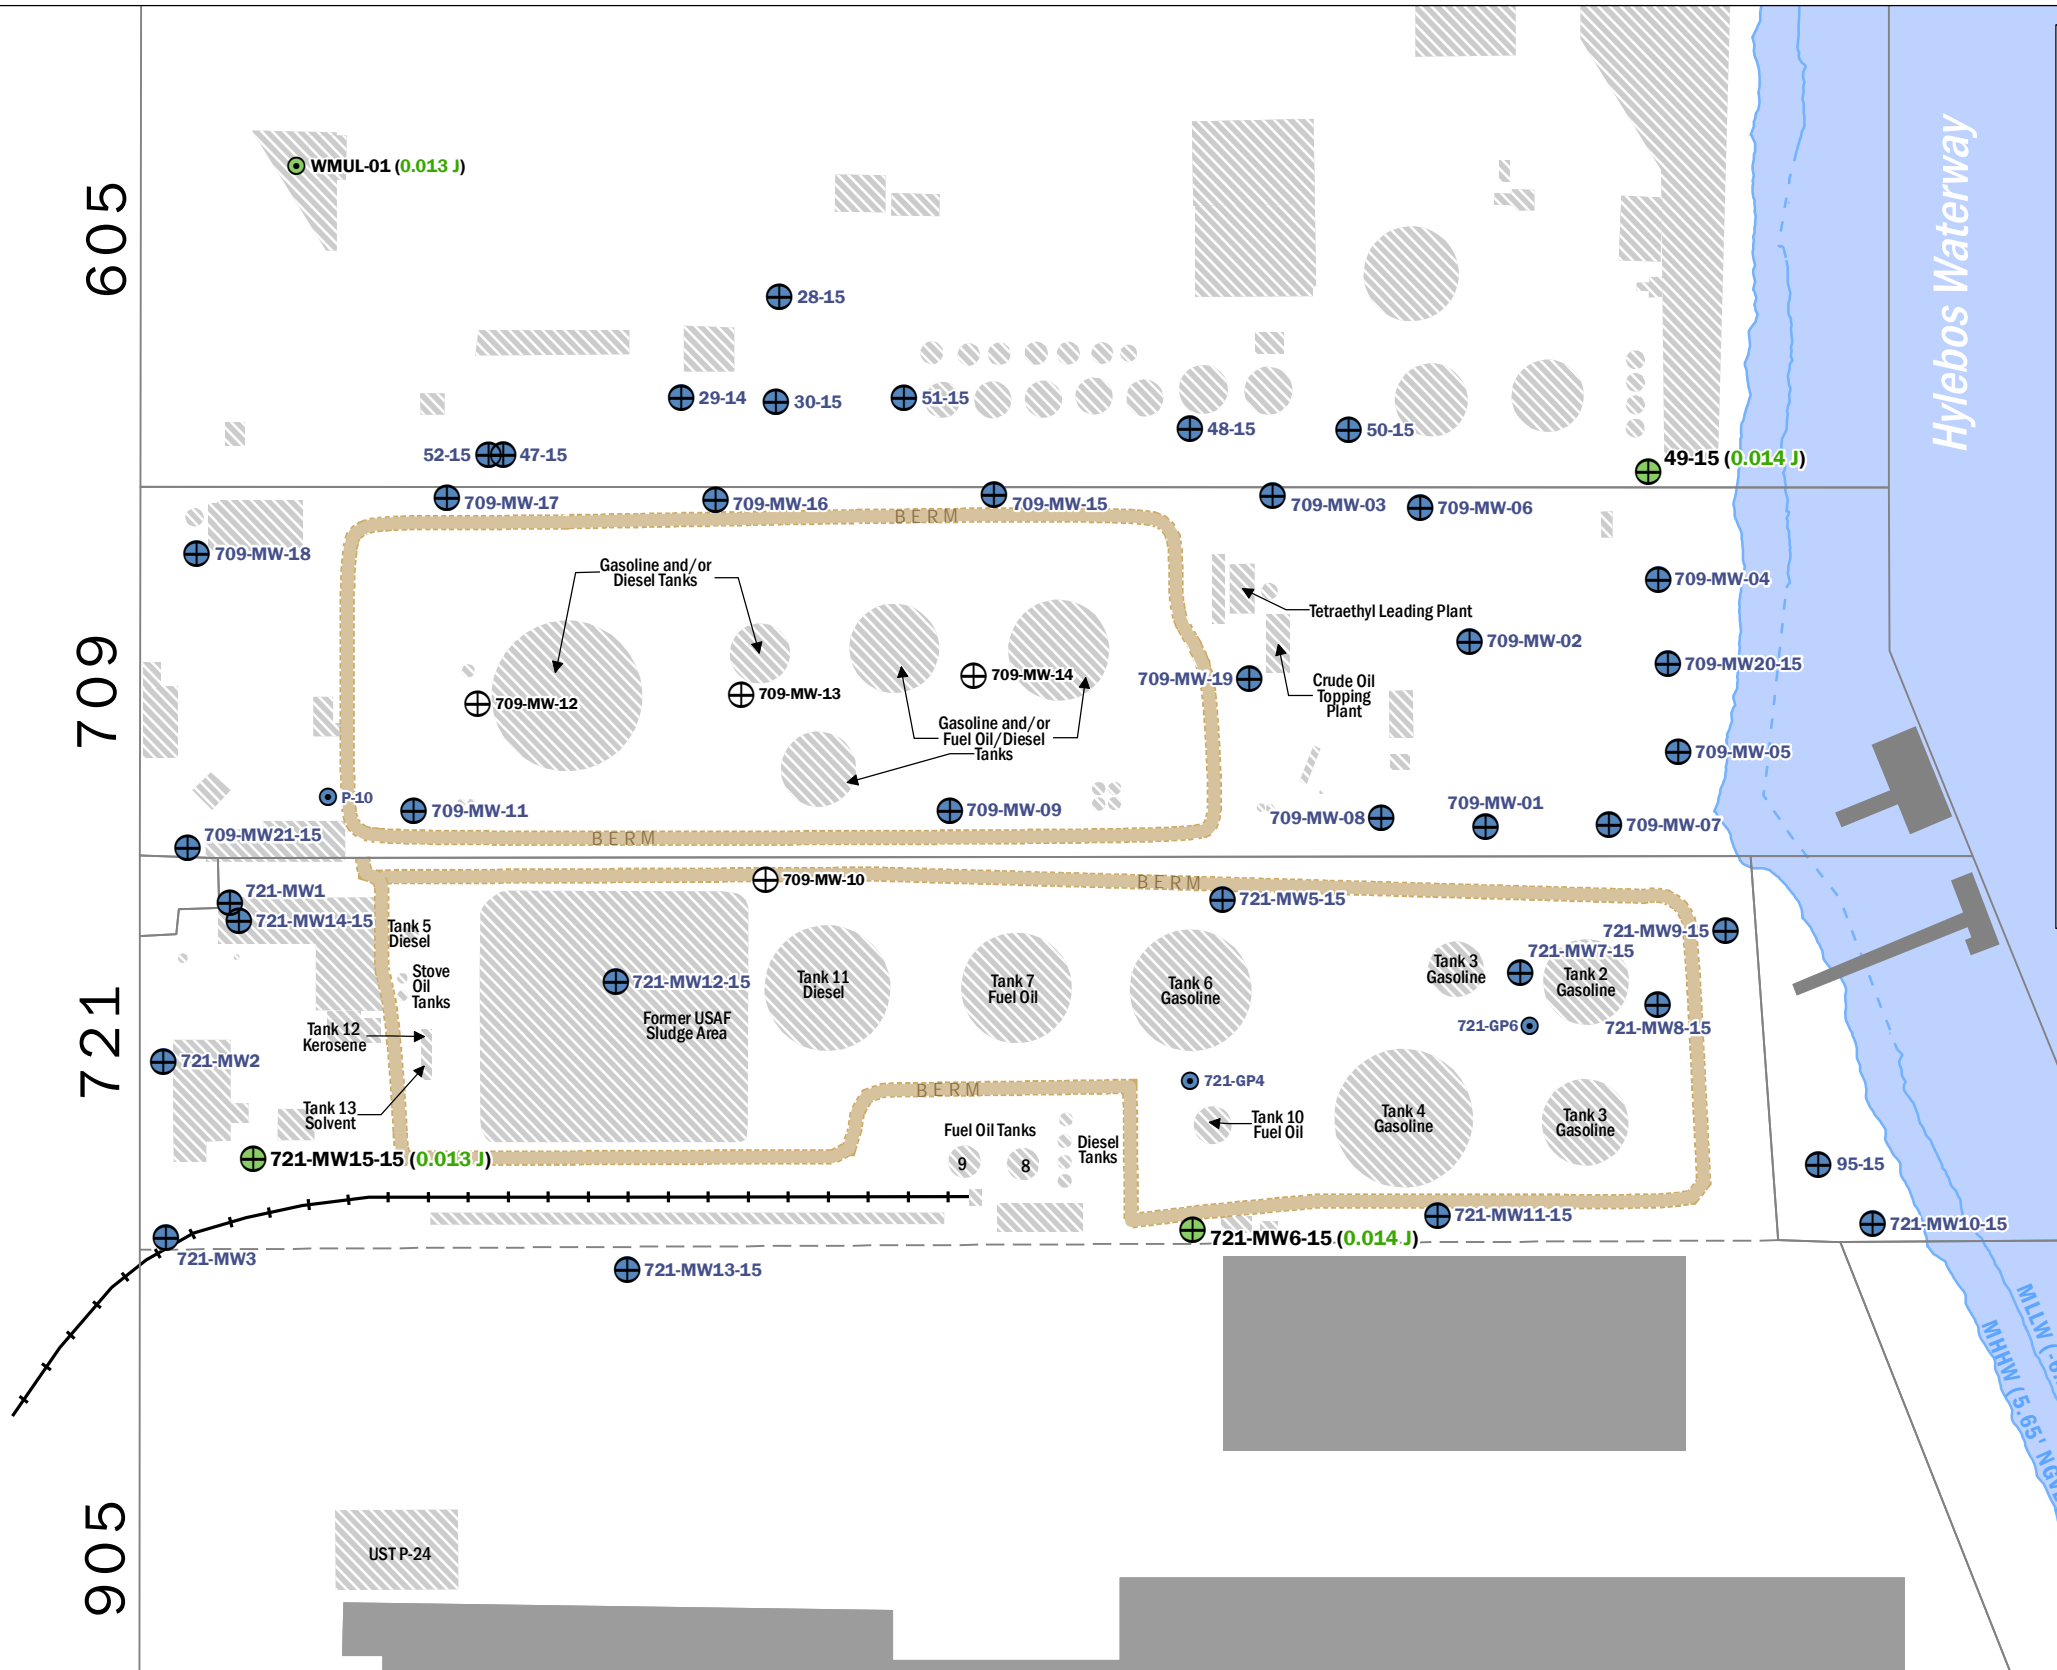 605
WMUL-01 (0.013 J)
Hylebos Waterway
28-15
29-14
30-15
51-15
48-15
50-15
52-15
47-15
49-15 (0.014 J)
709
709-MW-17
709-MW-16
709-MW-15
709-MW-03
709-MW-06
BERM
709-MW-18
Gasoline and/or
Diesel Tanks
709-MW-04
Tetraethyl Leading Plant
709-MW-02
709-MW20-15
709-MW-14
709-MW-19
709-MW-13
709-MW-12
Crude Oil
Topping
Plant
Gasoline and/or
Fuel Oil/Diesel
Tanks
709-MW-05
P-10
709-MW-11
709-MW-09
709-MW-08
709-MW-01
709-MW-07
709-MW21-15
BERM
721
709-MW-10
BERM
721-MW1
721-MW14-15
721-MW5-15
Tank 5
Diesel
721-MW9-15
721-MW7-15
Stove
Oil
Tanks
721-MW12-15
Tank 11
Diesel
Tank 7
Fuel Oil
Tank 6
Gasoline
Tank 3
Gasoline
Tank 2
Gasoline
Former USAF
Sludge Area
721-GP6
721-MW8-15
Tank 12
Kerosene
721-MW2
721-GP4
BERM
Tank 13
Solvent
Tank 10
Fuel Oil
Tank 4
Gasoline
Tank 3
Gasoline
Fuel Oil Tanks
9
8
Diesel
Tanks
721-MW15-15 (0.013 J)
95-15
721-MW11-15
721-MW10-15
721-MW6-15 (0.014 J)
721-MW3
721-MW13-15
MLLW (-6
MHHW (5.65' NGV
905
UST P-24